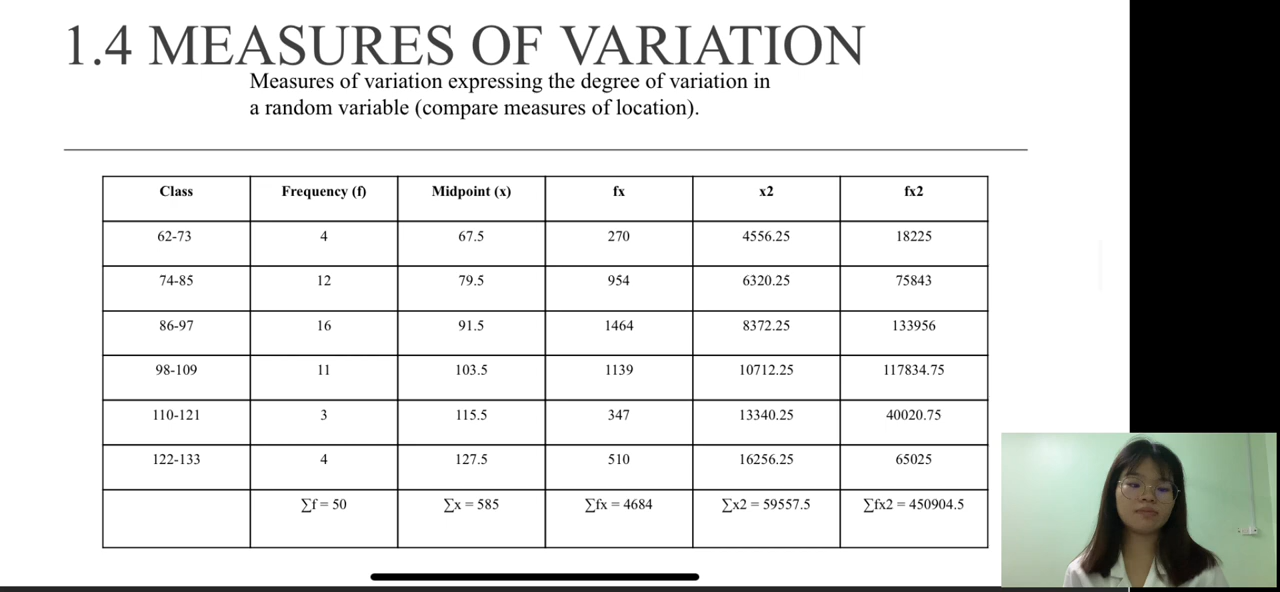 1.4 MEASURES OF VARIATION
Measures of variation expressing the degree of variation in
a random variable (compare measures of location).
Class Frequency (f) Midpoint (x) fx x2 fx2
62-73 4 67.5 270 4556.25 18225
74-85 12 79.5 954 6320.25 75843
86-97 16 91.5 1464 8372.25 133956
98-109 11 103.5 1139 10712.25 117834.75
110-121 3 115.5 347 13340.25 40020.75
122-133 4 127.5 510 16256.25 65025
∑f = 50 ∑x = 585 ∑fx = 4684 ∑x2 = 59557.5 ∑fx2 = 450904.5